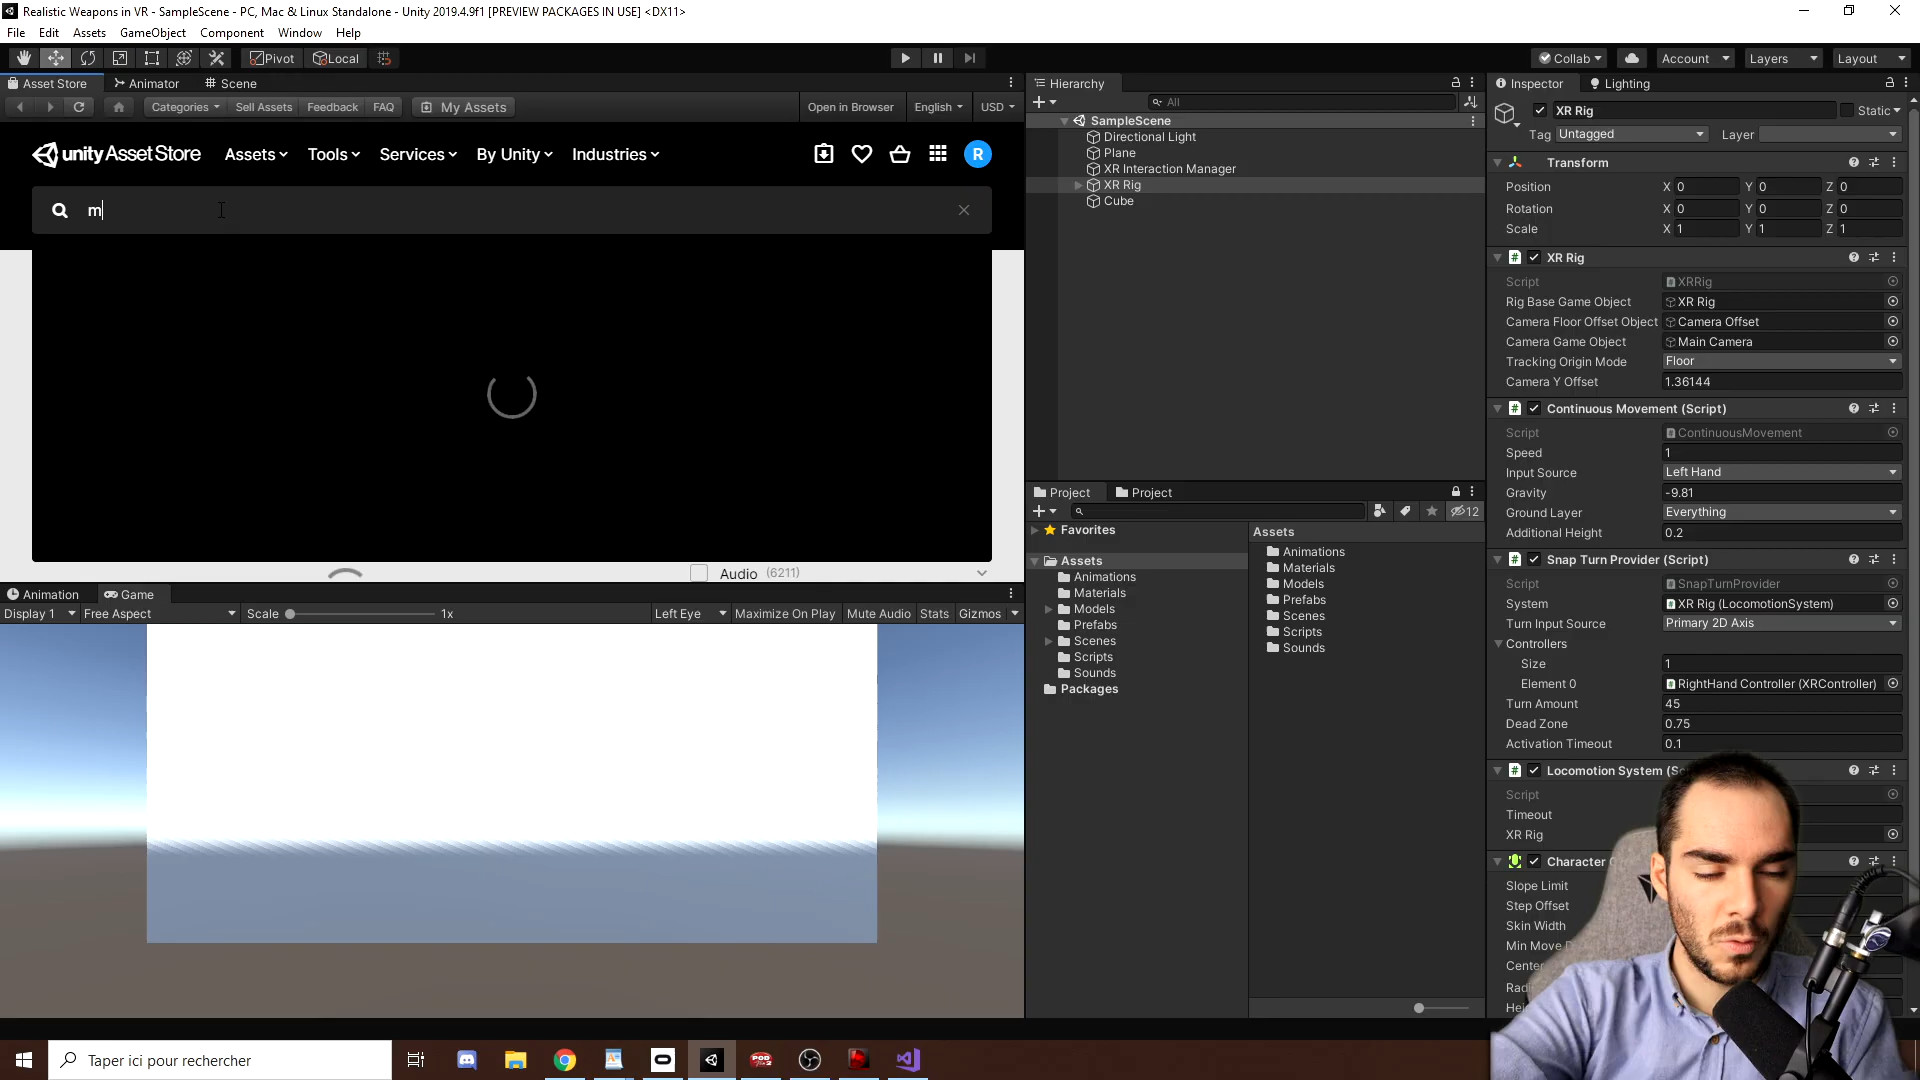 Realistic Weapons in VR - SampleScene - PC, Mac & Linux Standalone - Unity 2019.4.9f1 [PREVIEW PACKAGES IN USE] <DX11>
File Edit Assets GameObject Component Window Help
Pivot Local Collab Account Layers Layout
Asset Store Animator Scene
Categories Sell Assets Feedback FAQ My Assets Open in Browser English USD
unity Asset Store Assets Tools Services By Unity Industries R
m
Audio (6211)
Animation Game
Display 1 Free Aspect Scale 1x Left Eye Maximize On Play Mute Audio Stats Gizmos
Hierarchy
All
SampleScene
Directional Light
Plane
XR Interaction Manager
XR Rig
Cube
Project Project
12
Favorites
Assets
Animations
Materials
Models
Prefabs
Scenes
Scripts
Sounds
Packages
Assets
Animations
Materials
Models
Prefabs
Scenes
Scripts
Sounds
Inspector Lighting
XR Rig Static
Tag Untagged Layer
Transform
Position X 0 Y 0 Z 0
Rotation X 0 Y 0 Z 0
Scale X 1 Y 1 Z 1
# XR Rig
Script XRRig
Rig Base Game Object XR Rig
Camera Floor Offset Object Camera Offset
Camera Game Object Main Camera
Tracking Origin Mode Floor
Camera Y Offset 1.36144
# Continuous Movement (Script)
Script ContinuousMovement
Speed 1
Input Source Left Hand
Gravity -9.81
Ground Layer Everything
Additional Height 0.2
# Snap Turn Provider (Script)
Script SnapTurnProvider
System XR Rig (LocomotionSystem)
Turn Input Source Primary 2D Axis
Controllers
Size 1
Element 0 RightHand Controller (XRController)
Turn Amount 45
Dead Zone 0.75
Activation Timeout 0.1
# Locomotion System
Script
Timeout
XR Rig
Character
Slope Limit
Step Offset
Skin Width
Min Move
Taper ici pour rechercher